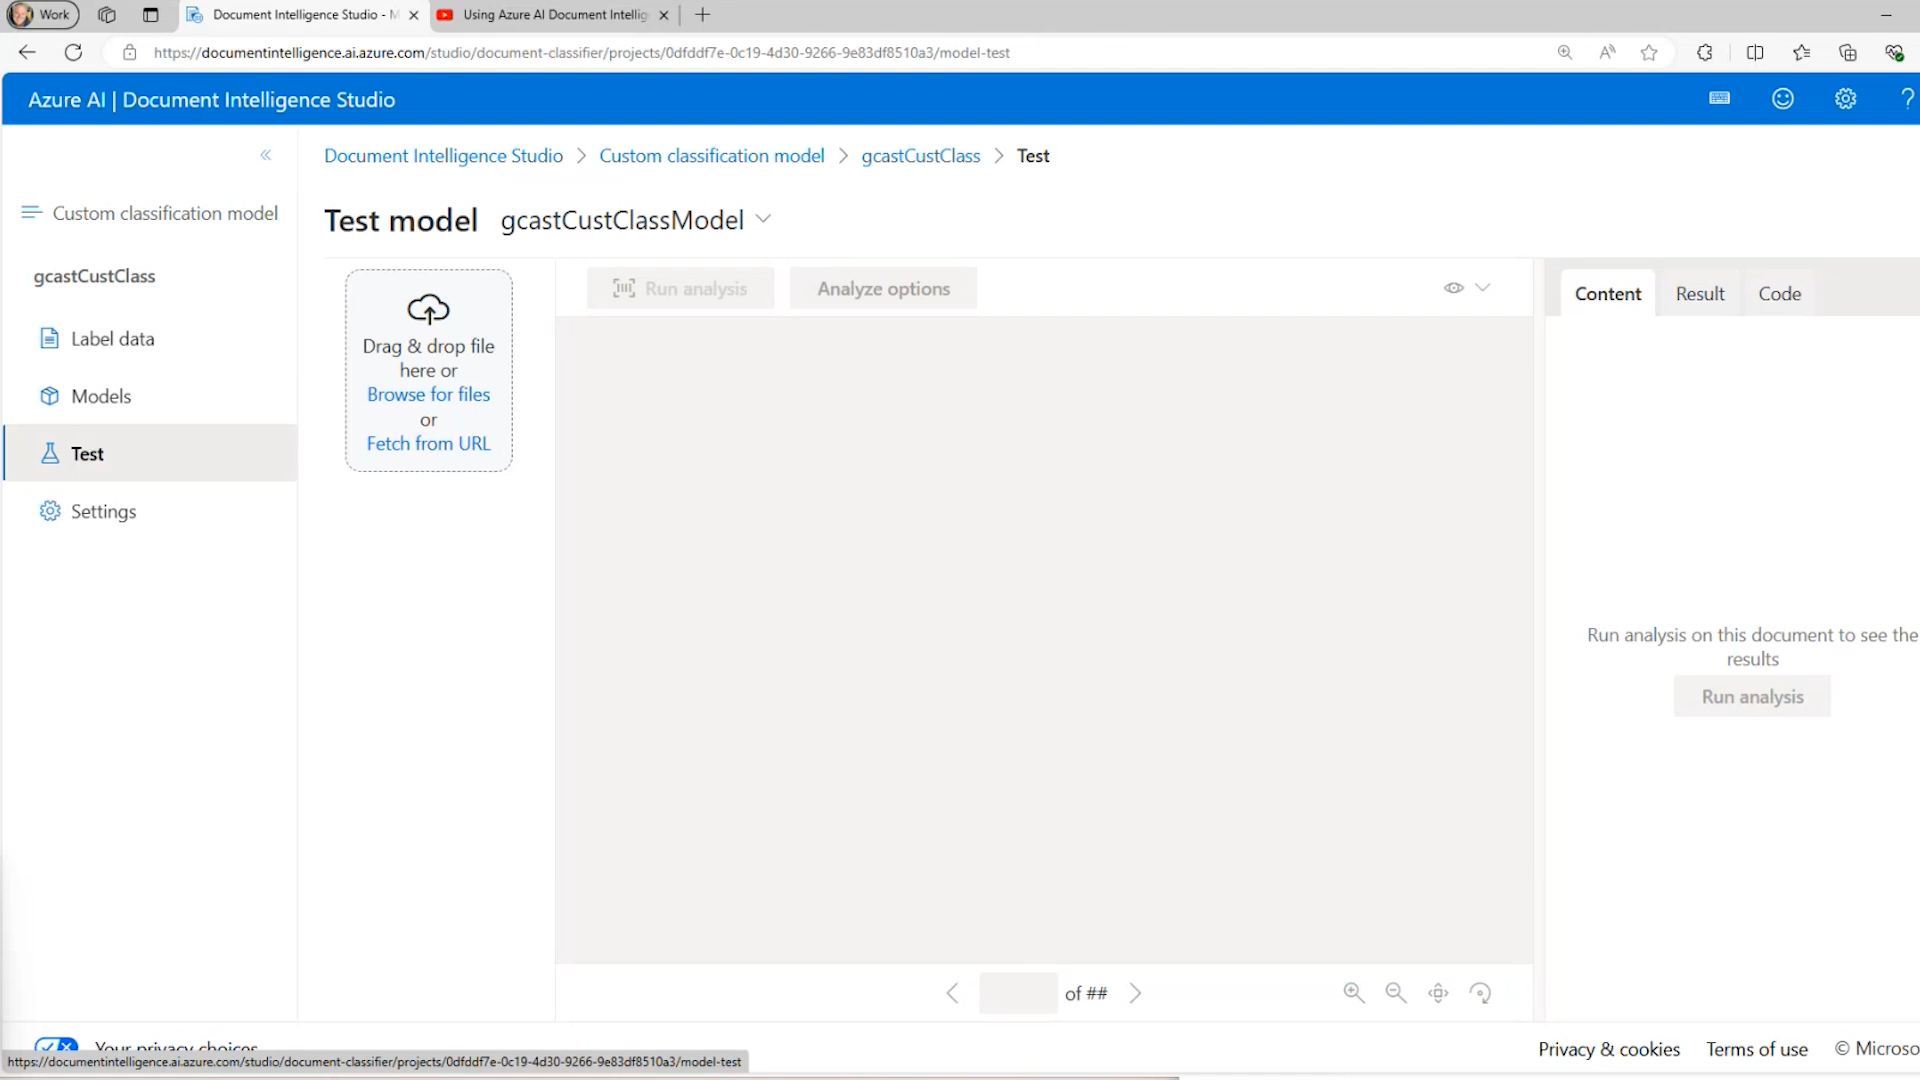 Work
Document Intelligence Studio - M
Using Azure AI Document Intellig
https://documentintelligence.ai.azure.com/studio/document-classifier/projects/0dfddf7e-0c19-4d30-9266-9e83df8510a3/model-test
Azure AI | Document Intelligence Studio
Document Intelligence Studio > Custom classification model > gcastCustClass > Test
Custom classification model
Test model gcastCustClassModel
gcastCustClass
Label data
Models
Test
Settings
Drag & drop file
here or
Browse for files
or
Fetch from URL
Run analysis
Analyze options
Content
Result
Code
Run analysis on this document to see the
results
Run analysis
of ##
Your privacy choices
Privacy & cookies
Terms of use
© Microso
https://documentintelligence.ai.azure.com/studio/document-classifier/projects/0dfddf7e-0c19-4d30-9266-9e83df8510a3/model-test